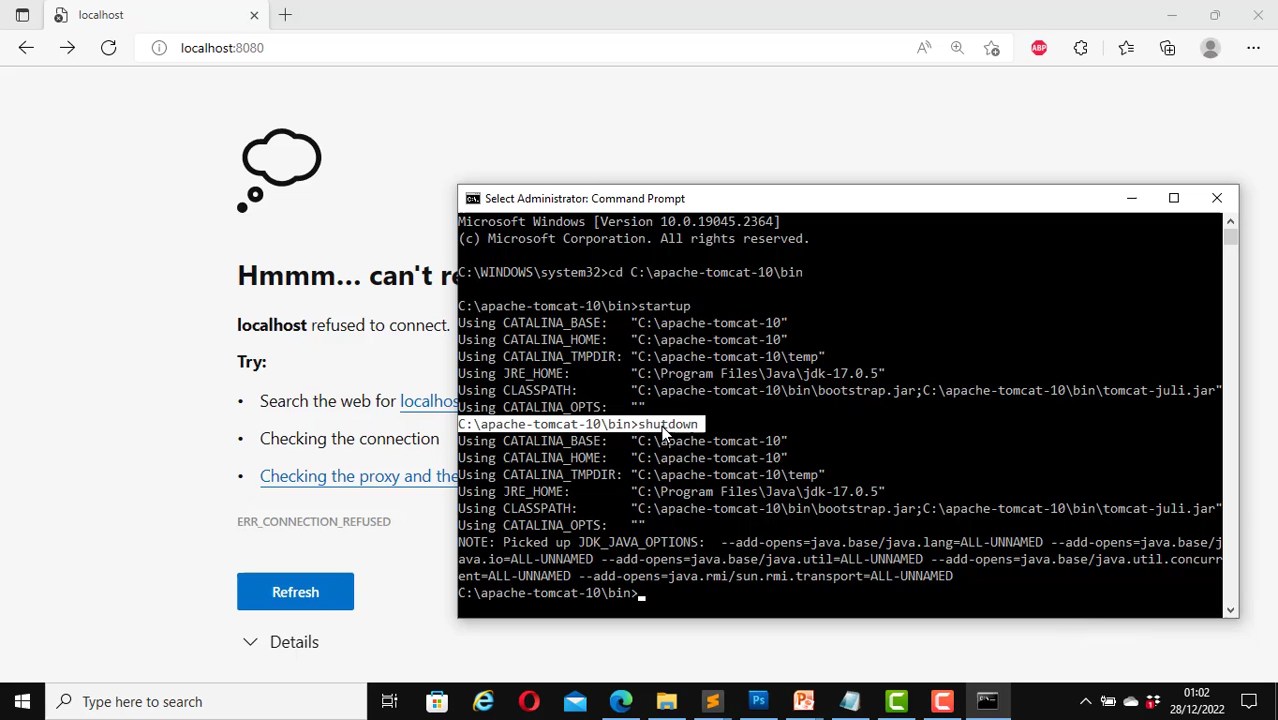 localhost
localhost:8080
ABP
Hmmm... can't re
localhost refused to connect.
Try:
• Search the web for localhos
• Checking the connection
• Checking the proxy and the
ERR_CONNECTION_REFUSED
Refresh
Details
Select Administrator: Command Prompt
Microsoft Windows [Version 10.0.19045.2364]
(c) Microsoft Corporation. All rights reserved.
C:\WINDOWS\system32>cd C:\apache-tomcat-10\bin
C:\apache-tomcat-10\bin>startup
Using CATALINA_BASE:   "C:\apache-tomcat-10"
Using CATALINA_HOME:   "C:\apache-tomcat-10"
Using CATALINA_TMPDIR: "C:\apache-tomcat-10\temp"
Using JRE_HOME:        "C:\Program Files\Java\jdk-17.0.5"
Using CLASSPATH:       "C:\apache-tomcat-10\bin\bootstrap.jar;C:\apache-tomcat-10\bin\tomcat-juli.jar"
Using CATALINA_OPTS:   ""
C:\apache-tomcat-10\bin>shutdown
Using CATALINA_BASE:   "C:\apache-tomcat-10"
Using CATALINA_HOME:   "C:\apache-tomcat-10"
Using CATALINA_TMPDIR: "C:\apache-tomcat-10\temp"
Using JRE_HOME:        "C:\Program Files\Java\jdk-17.0.5"
Using CLASSPATH:       "C:\apache-tomcat-10\bin\bootstrap.jar;C:\apache-tomcat-10\bin\tomcat-juli.jar"
Using CATALINA_OPTS:   ""
NOTE: Picked up JDK_JAVA_OPTIONS:  --add-opens=java.base/java.lang=ALL-UNNAMED --add-opens=java.base/j
ava.io=ALL-UNNAMED --add-opens=java.base/java.util=ALL-UNNAMED --add-opens=java.base/java.util.concurr
ent=ALL-UNNAMED --add-opens=java.rmi/sun.rmi.transport=ALL-UNNAMED
C:\apache-tomcat-10\bin>
Type here to search
Ps
01:02
28/12/2022